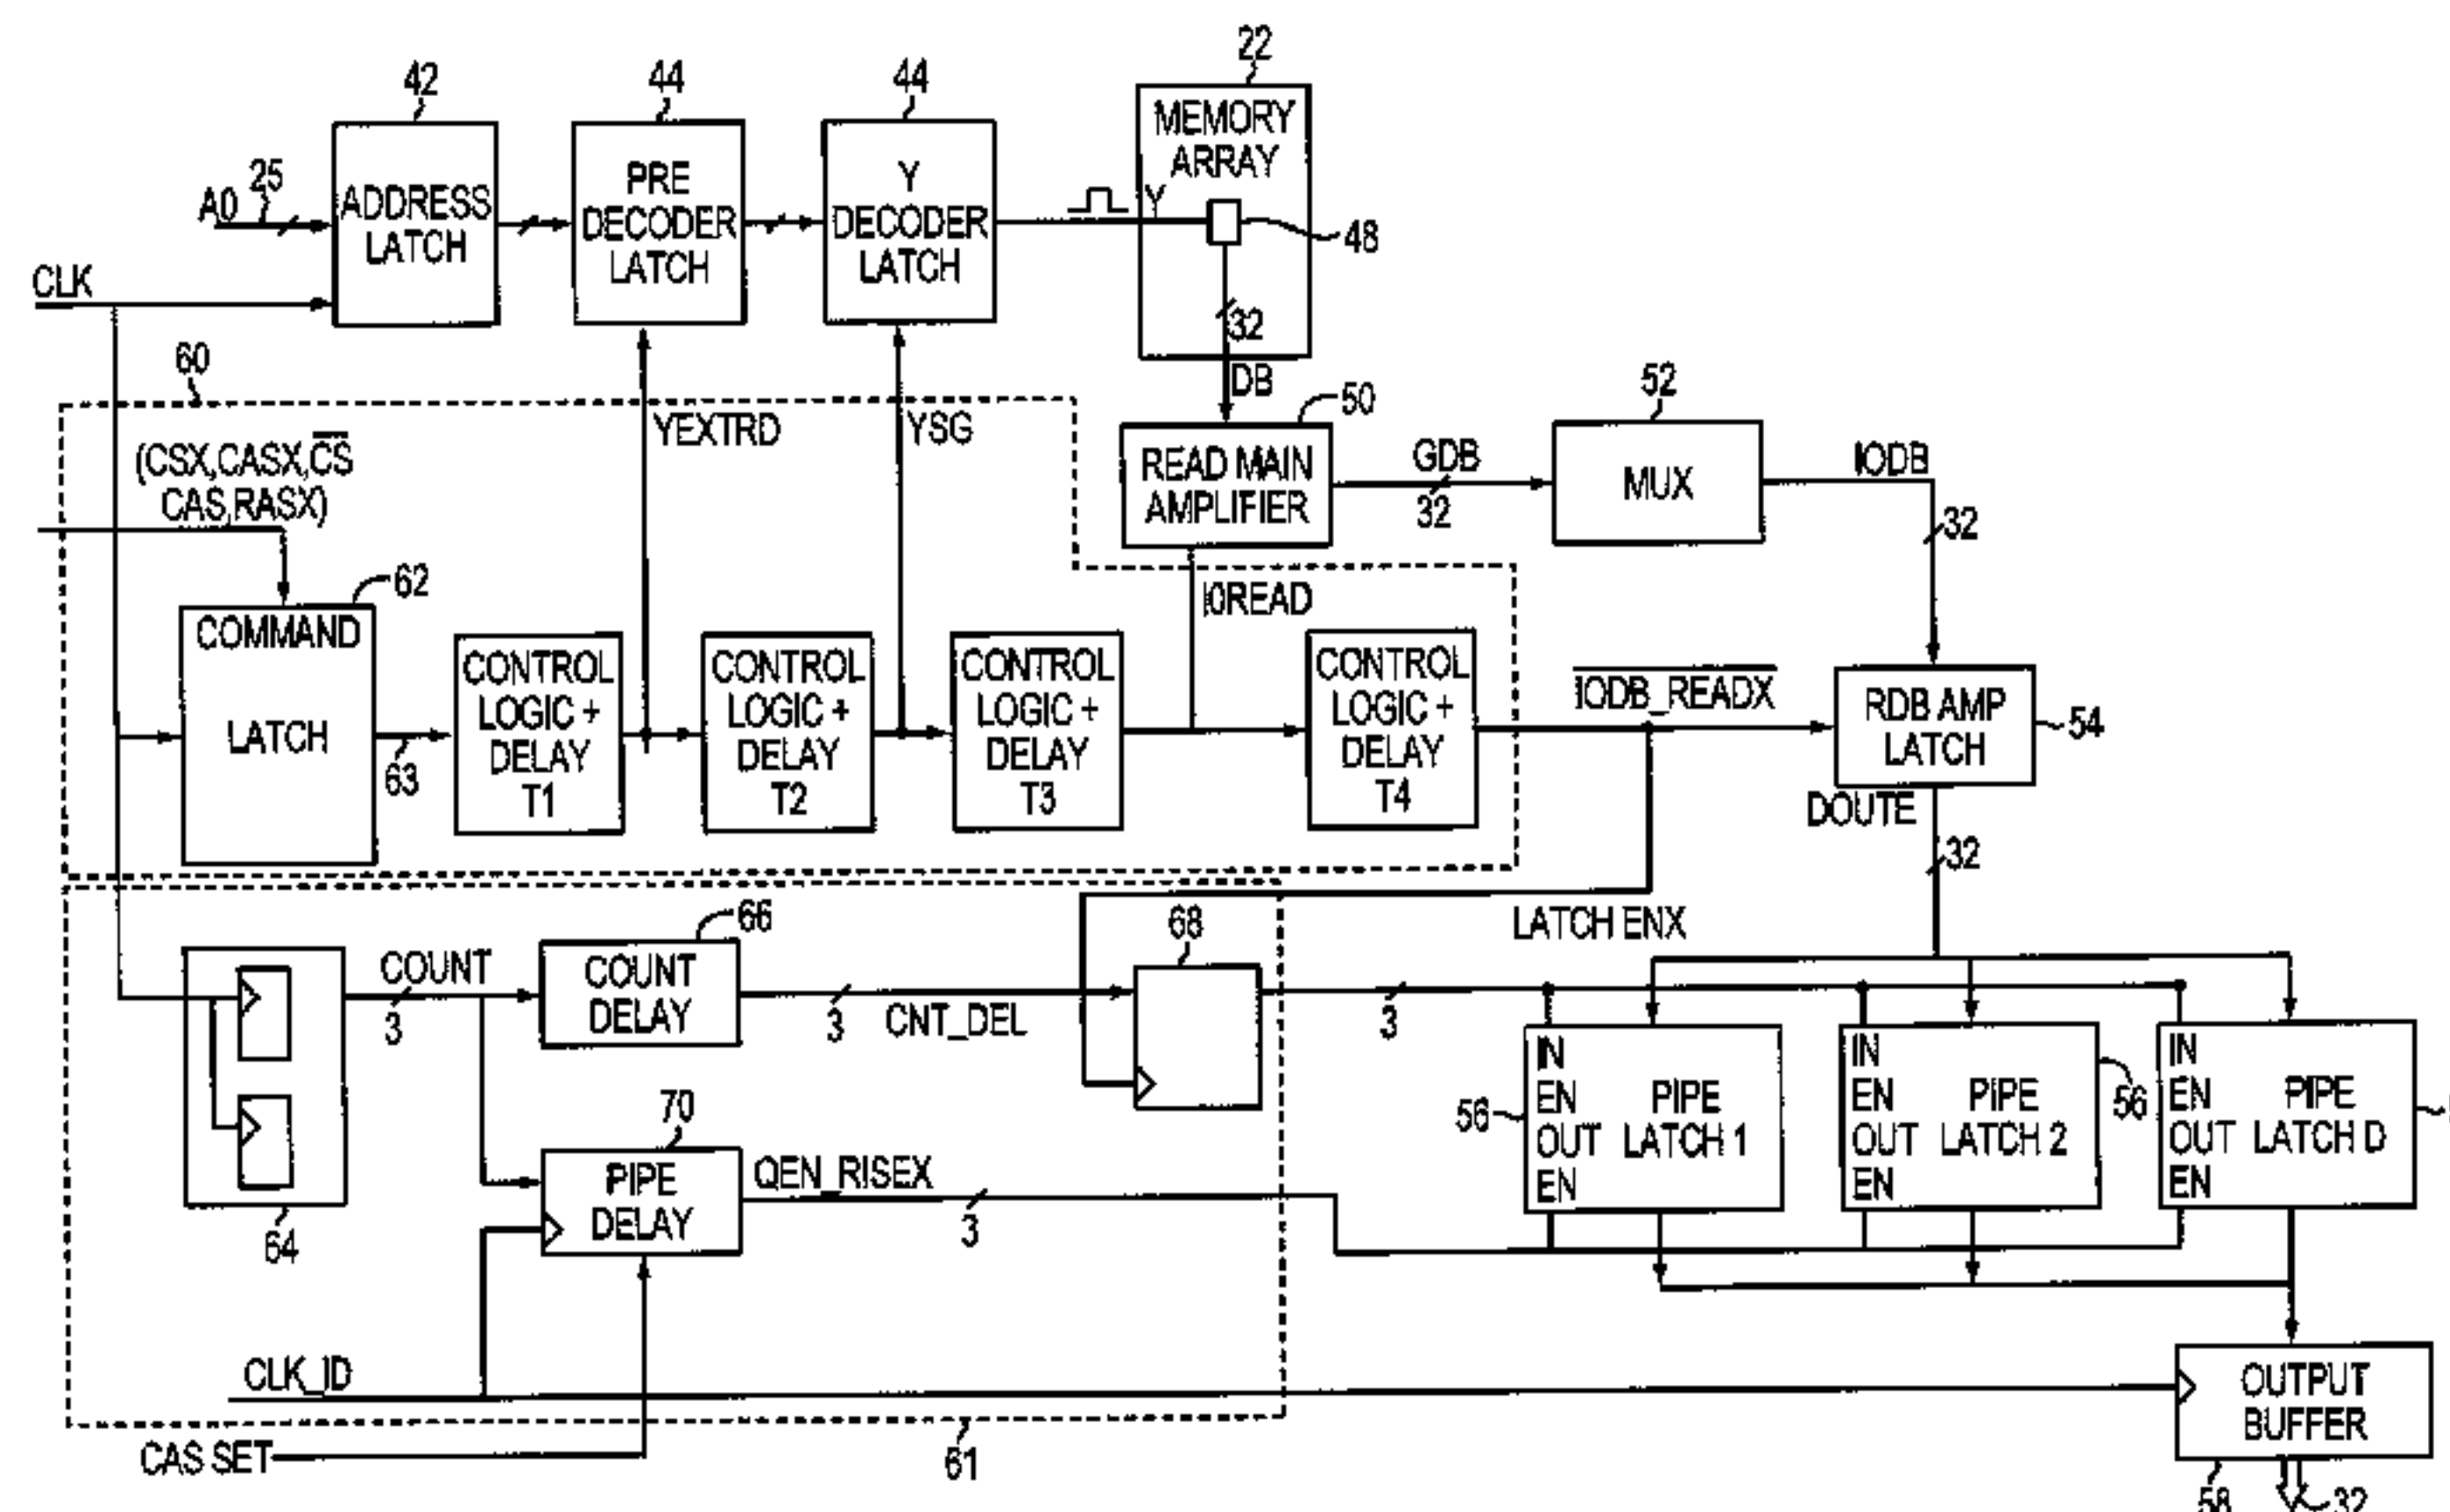 22
42
44
44
MEMORY
ARRAY
A0
25
ADDRESS
LATCH
PRE
DECODER
LATCH
Y
DECODER
LATCH
Y
48
CLK
32
DB
60
YEXTRD
YSG
50
52
(CSX,CASX,CS
CAS,RASX)
READ MAIN
AMPLIFIER
GDB
32
MUX
IODB
32
62
I0READ
COMMAND
LATCH
63
CONTROL
LOGIC +
DELAY
T1
CONTROL
LOGIC +
DELAY
T2
CONTROL
LOGIC +
DELAY
T3
CONTROL
LOGIC +
DELAY
T4
IODB_READX
RDB AMP
LATCH
54
DOUTE
32
66
68
LATCH ENX
COUNT
3
COUNT
DELAY
3
CNT_DEL
3
64
70
PIPE
DELAY
QEN_RISEX
3
56
IN
EN
OUT
EN
PIPE
LATCH 1
IN
EN
OUT
EN
PIPE
LATCH 2
56
IN
EN
OUT
EN
PIPE
LATCH D
CLK_ID
CAS SET
61
OUTPUT
BUFFER
58
32